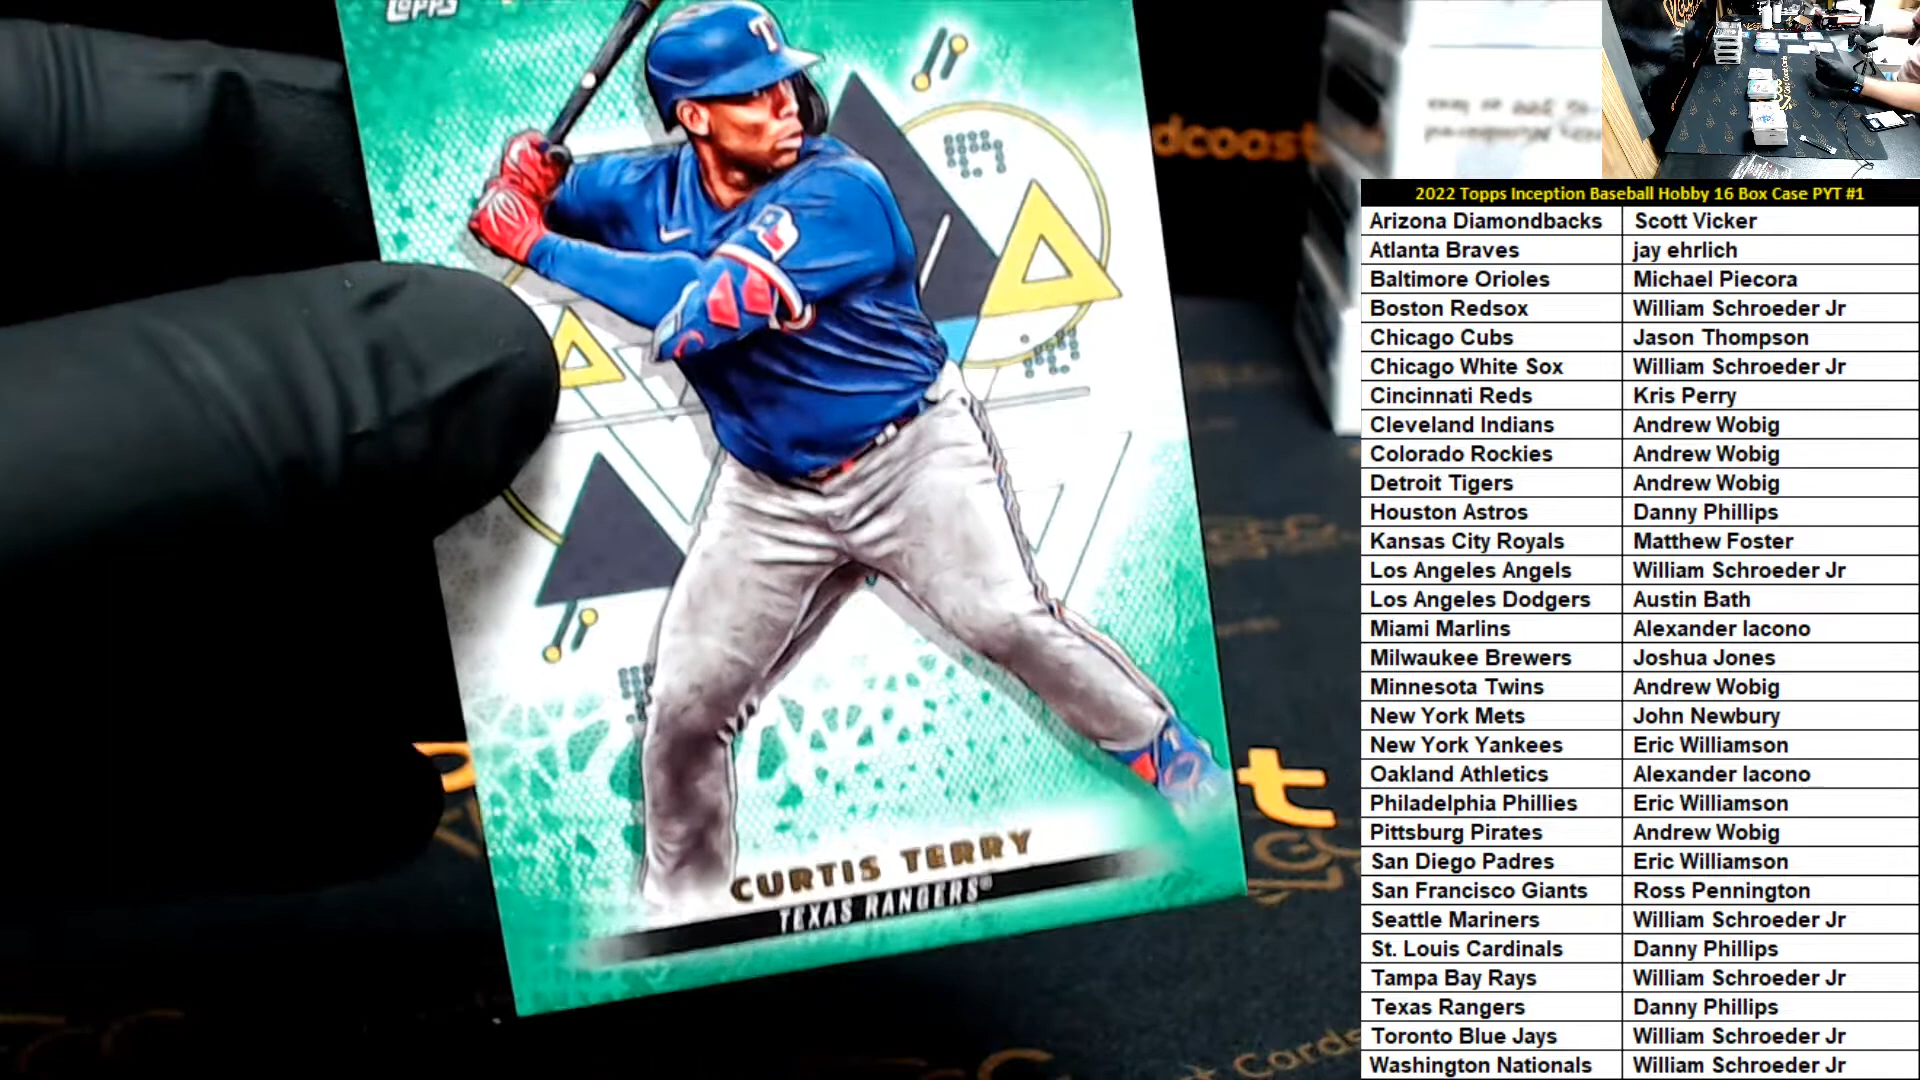 Topps
T
CURTIS TERRY
TEXAS RANGERS®
dcoast
t
2022 Topps Inception Baseball Hobby 16 Box Case PYT #1
Arizona Diamondbacks Scott Vicker
Atlanta Braves jay ehrlich
Baltimore Orioles Michael Piecora
Boston Redsox William Schroeder Jr
Chicago Cubs Jason Thompson
Chicago White Sox William Schroeder Jr
Cincinnati Reds Kris Perry
Cleveland Indians Andrew Wobig
Colorado Rockies Andrew Wobig
Detroit Tigers Andrew Wobig
Houston Astros Danny Phillips
Kansas City Royals Matthew Foster
Los Angeles Angels William Schroeder Jr
Los Angeles Dodgers Austin Bath
Miami Marlins Alexander Iacono
Milwaukee Brewers Joshua Jones
Minnesota Twins Andrew Wobig
New York Mets John Newbury
New York Yankees Eric Williamson
Oakland Athletics Alexander Iacono
Philadelphia Phillies Eric Williamson
Pittsburg Pirates Andrew Wobig
San Diego Padres Eric Williamson
San Francisco Giants Ross Pennington
Seattle Mariners William Schroeder Jr
St. Louis Cardinals Danny Phillips
Tampa Bay Rays William Schroeder Jr
Texas Rangers Danny Phillips
Toronto Blue Jays William Schroeder Jr
Washington Nationals William Schroeder Jr